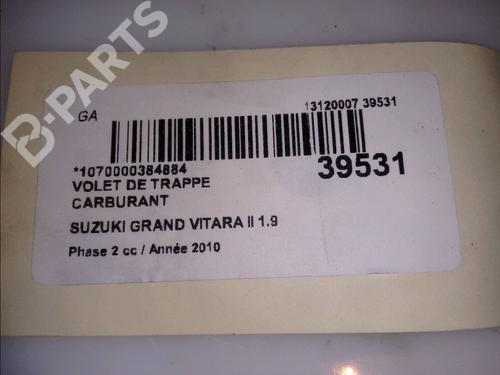 B-PARTS
GA
13120007 39531
*1070000384884
39531
VOLET DE TRAPPE
CARBURANT
SUZUKI GRAND VITARA II 1.9
Phase 2 cc / Année 2010